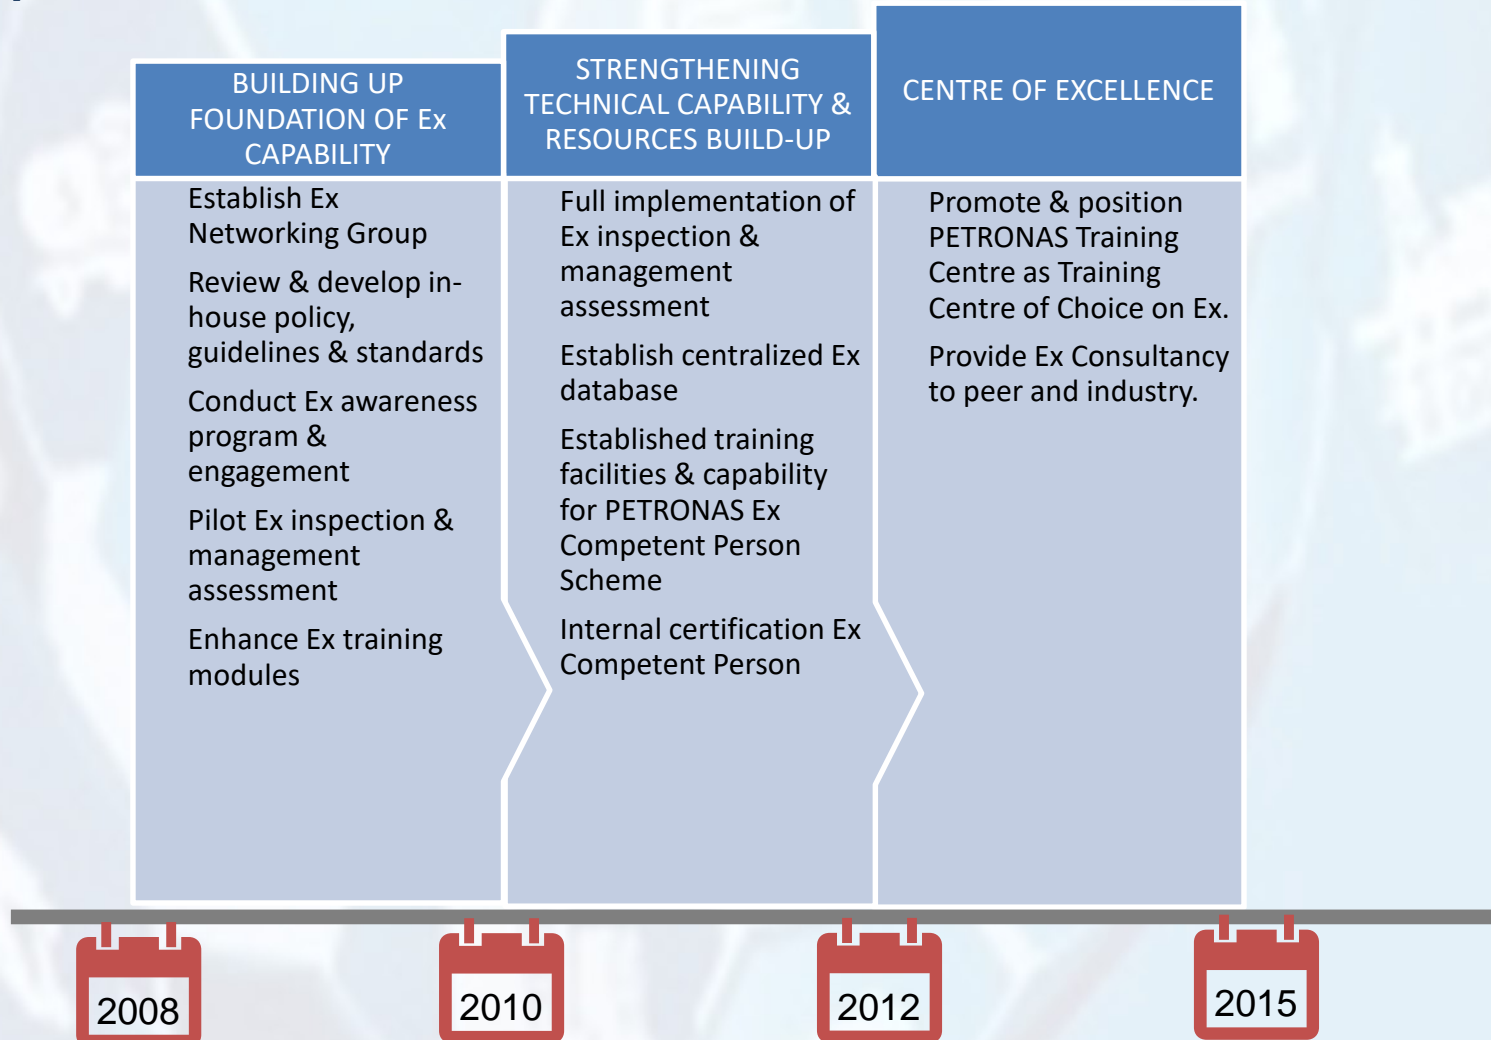 BUILDING UP
FOUNDATION OF Ex
CAPABILITY
Establish Ex
Networking Group
Review & develop in-
house policy,
guidelines & standards
Conduct Ex awareness
program &
engagement
Pilot Ex inspection &
management
assessment
Enhance Ex training
modules
STRENGTHENING
TECHNICAL CAPABILITY &
RESOURCES BUILD-UP
Full implementation of
Ex inspection &
management
assessment
Establish centralized Ex
database
Established training
facilities & capability
for PETRONAS Ex
Competent Person
Scheme
Internal certification Ex
Competent Person
CENTRE OF EXCELLENCE
Promote & position
PETRONAS Training
Centre as Training
Centre of Choice on Ex.
Provide Ex Consultancy
to peer and industry.
2008
2010
2012
2015